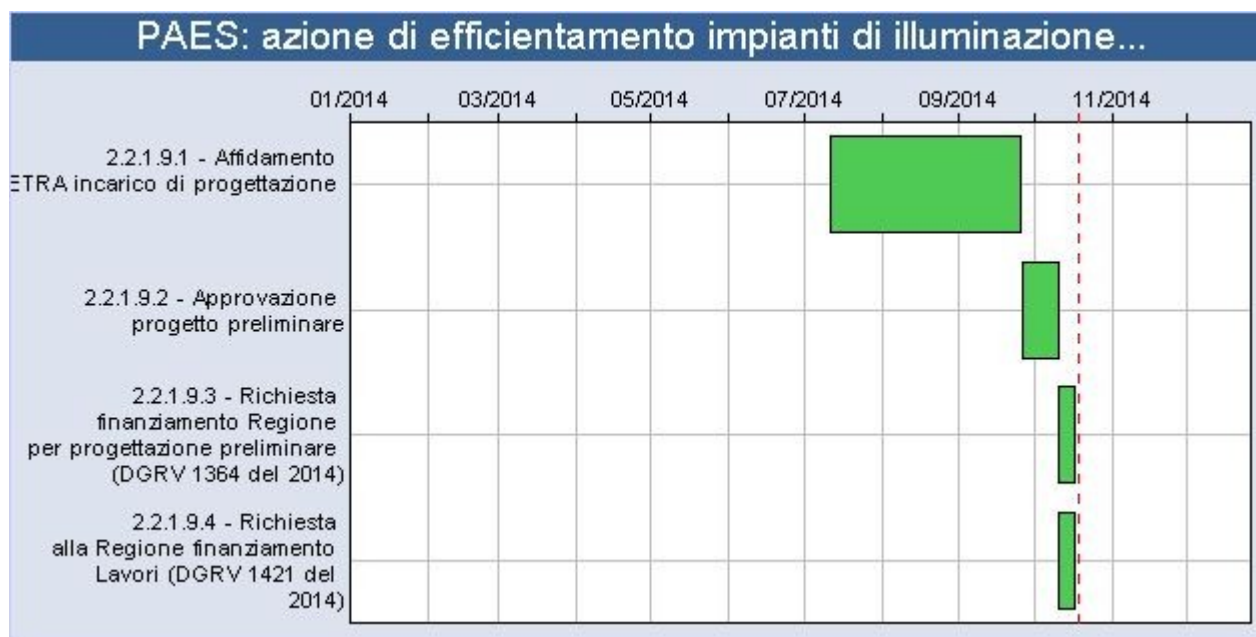 PAES: azione di efficientamento impianti di illuminazione...
01/2014 03/2014 05/2014 07/2014 09/2014 11/2014
2.2.1.9.1 - Affidamento
ETRA incarico di progettazione
2.2.1.9.2 - Approvazione
progetto preliminare
2.2.1.9.3 - Richiesta
finanziamento Regione
per progettazione preliminare
(DGRV 1364 del 2014)
2.2.1.9.4 - Richiesta
alla Regione finanziamento
Lavori (DGRV 1421 del
2014)